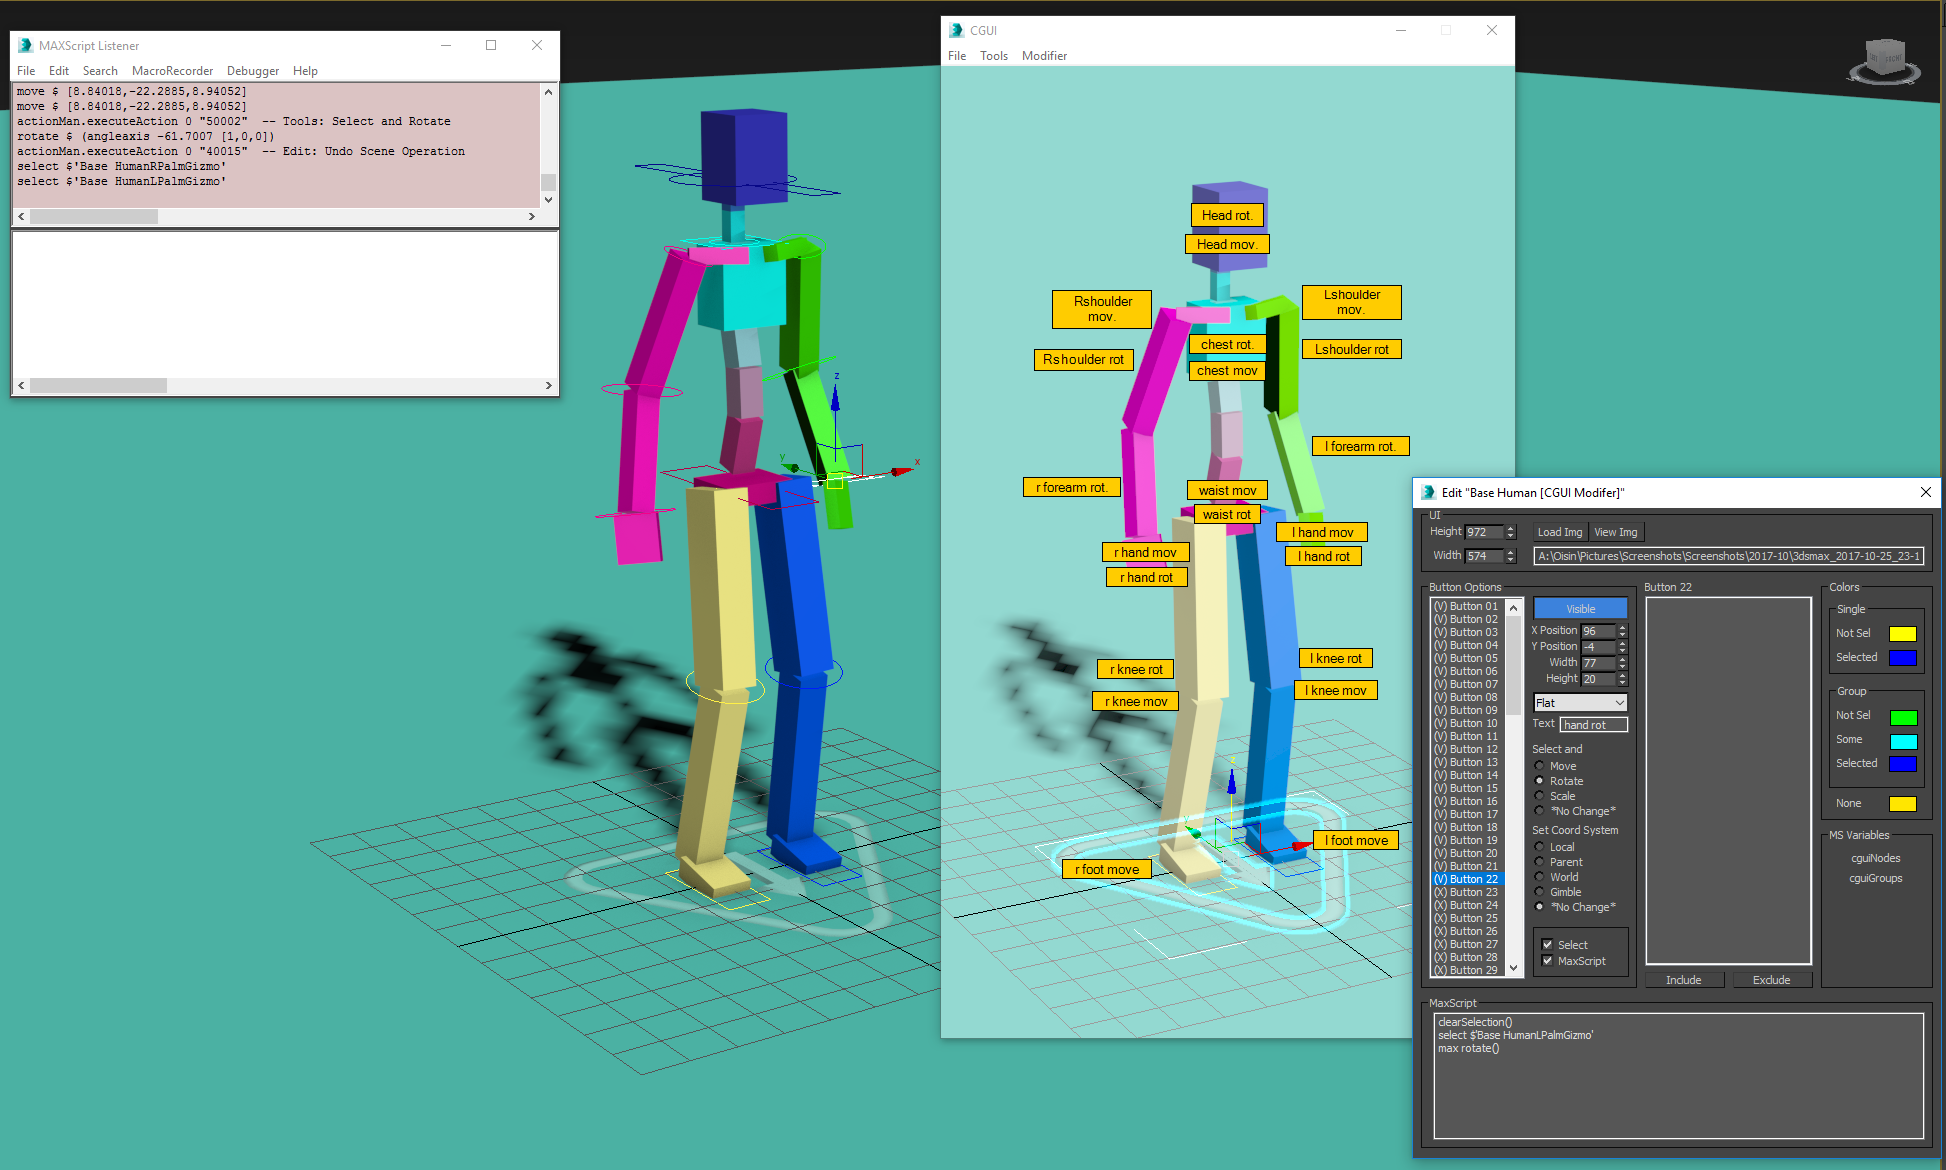 MAXScript Listener
File Edit Search MacroRecorder Debugger Help
move $ [8.84018,-22.2885,8.94052]
move $ [8.84018,-22.2885,8.94052]
actionMan.executeAction 0 "50002" -- Tools: Select and Rotate
rotate $ (angleaxis -61.7007 [1,0,0])
actionMan.executeAction 0 "40015" -- Edit: Undo Scene Operation
select $'Base HumanRPalmGizmo'
select $'Base HumanLPalmGizmo'
z
y
x
CGUI
File Tools Modifier
Head rot.
Head mov.
Rshoulder
mov.
Lshoulder
mov.
chest rot.
Lshoulder rot
Rshoulder rot
chest mov
l forearm rot.
r forearm rot.
waist mov
waist rot
l hand mov
r hand mov
l hand rot
r hand rot
l knee rot
r knee rot
l knee mov
r knee mov
z
y
l foot move
r foot move
Edit "Base Human [CGUI Modifer]"
UI
Height 972
Load Img View Img
Width 574
A:\Oisin\Pictures\Screenshots\Screenshots\2017-10\3dsmax_2017-10-25_23-1
Button Options
(V) Button 01
(V) Button 02
(V) Button 03
(V) Button 04
(V) Button 05
(V) Button 06
(V) Button 07
(V) Button 08
(V) Button 09
(V) Button 10
(V) Button 11
(V) Button 12
(V) Button 13
(V) Button 14
(V) Button 15
(V) Button 16
(V) Button 17
(V) Button 18
(V) Button 19
(V) Button 20
(V) Button 21
(V) Button 22
(X) Button 23
(X) Button 24
(X) Button 25
(X) Button 26
(X) Button 27
(X) Button 28
(X) Button 29
Visible
X Position 96
Y Position -4
Width 77
Height 20
Flat
Text hand rot
Select and
Move
Rotate
Scale
*No Change*
Set Coord System
Local
Parent
World
Gimble
*No Change*
Select
MaxScript
Button 22
Include
Exclude
Colors
Single
Not Sel
Selected
Group
Not Sel
Some
Selected
None
MS Variables
cguiNodes
cguiGroups
MaxScript
clearSelection()
select $'Base HumanLPalmGizmo'
max rotate()